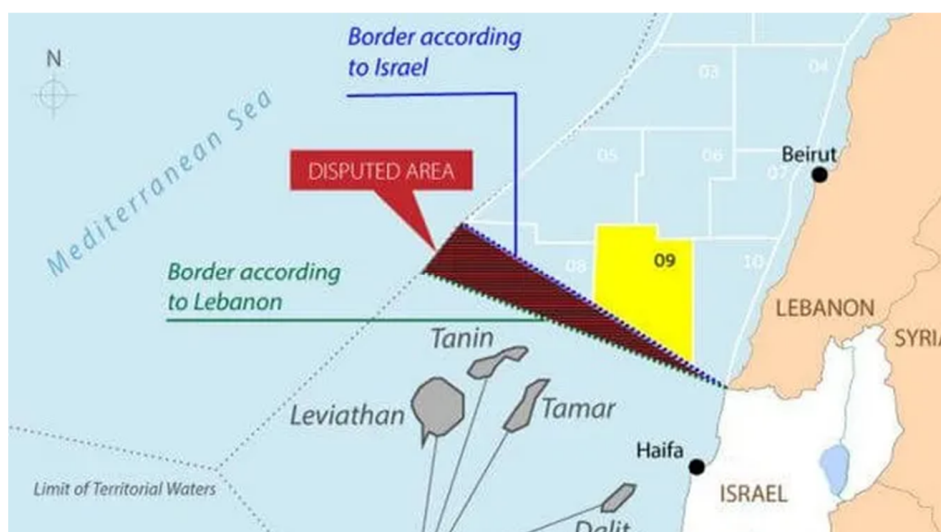 Border according
to Israel
N
03
04
Mediterranean Sea
05
06
Beirut
07
DISPUTED AREA
08
09
10
Border according
to Lebanon
LEBANON
SYRIA
Tanin
Leviathan
Tamar
Haifa
Limit of Territorial Waters
ISRAEL
Dalit